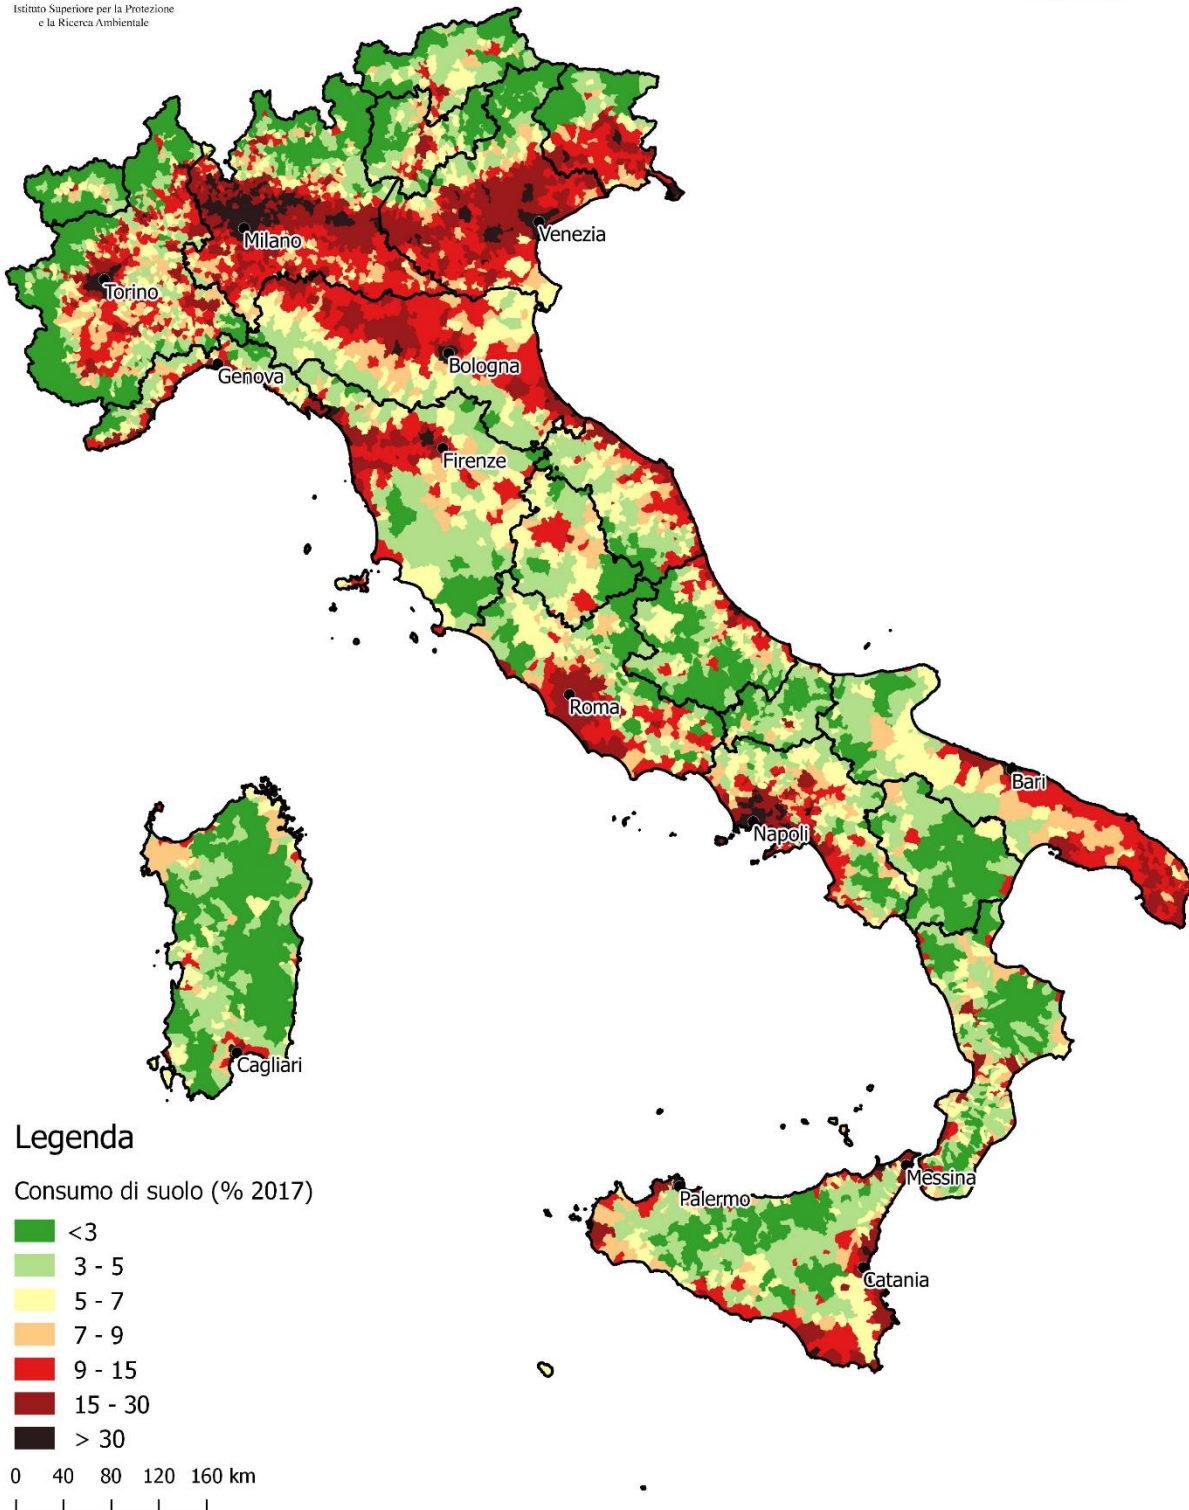 Istituto Superiore per la Protezione
e la Ricerca Ambientale
Milano
Venezia
Torino
Genova
Bologna
Firenze
Roma
Bari
Napoli
Cagliari
Messina
Palermo
Catania
Legenda
Consumo di suolo (% 2017)
<3
3 - 5
5 - 7
7 - 9
9 - 15
15 - 30
> 30
0 40 80 120 160 km